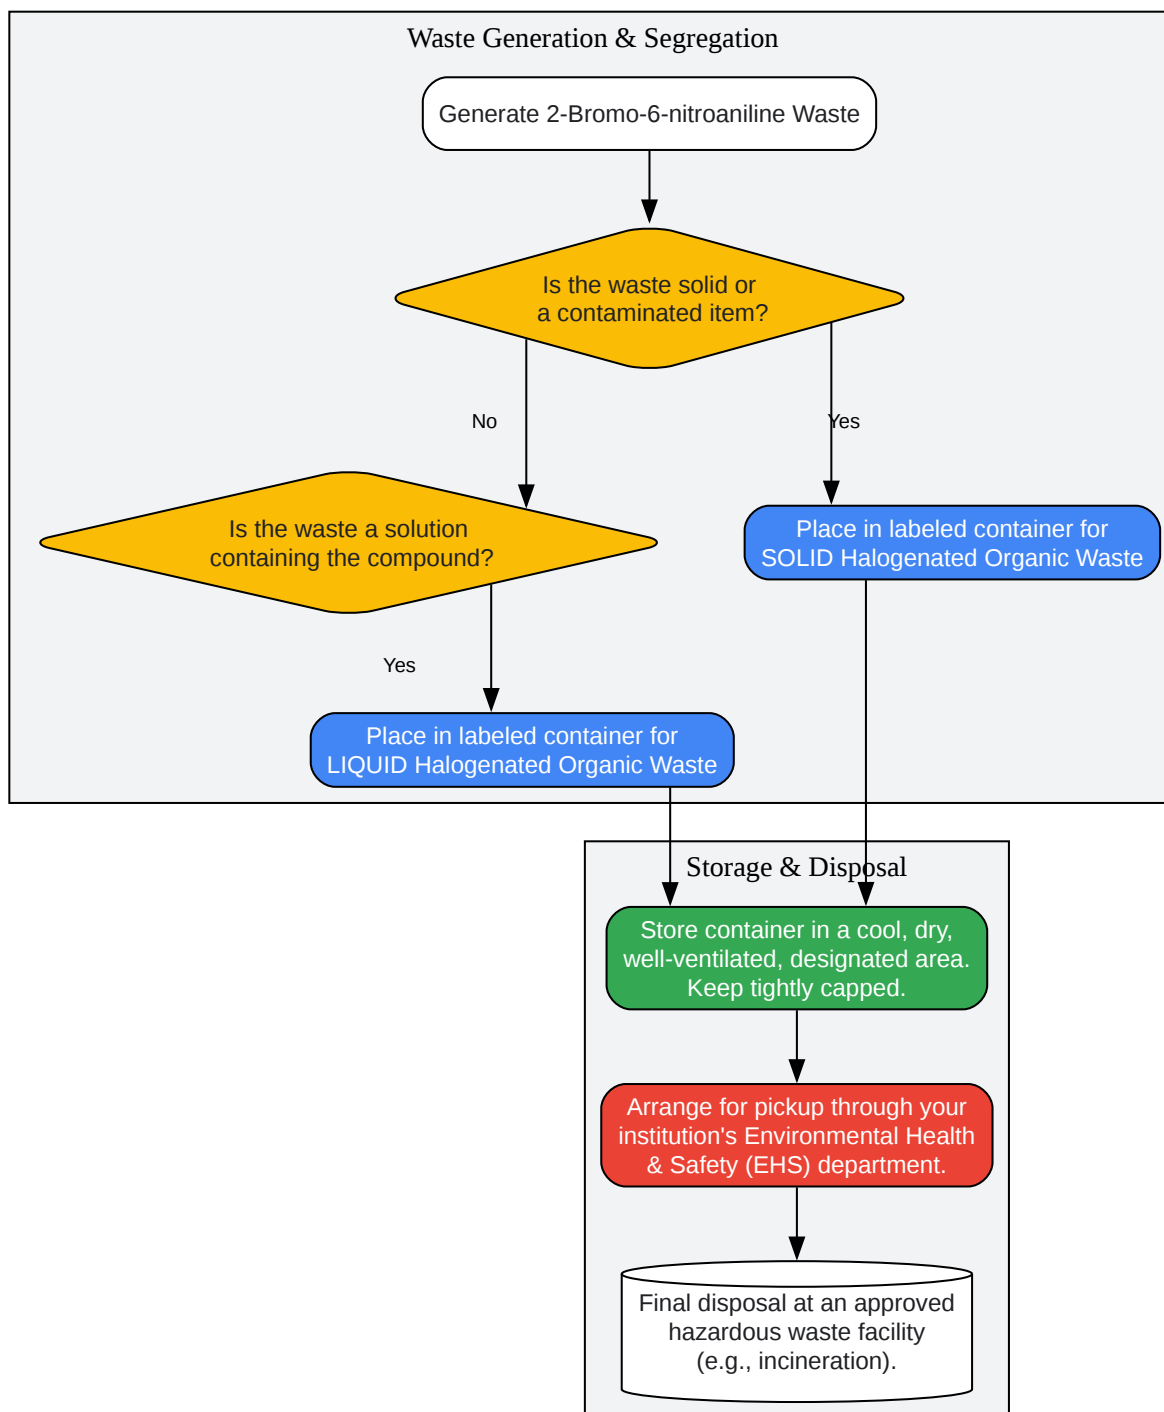 Waste Generation & Segregation
Generate 2-Bromo-6-nitroaniline Waste
Is the waste solid or
a contaminated item?
No
Yes
Is the waste a solution
containing the compound?
Place in labeled container for
SOLID Halogenated Organic Waste
Yes
Place in labeled container for
LIQUID Halogenated Organic Waste
Storage & Disposal
Store container in a cool, dry,
well-ventilated, designated area.
Keep tightly capped.
Arrange for pickup through your
institution's Environmental Health
& Safety (EHS) department.
Final disposal at an approved
hazardous waste facility
(e.g., incineration).